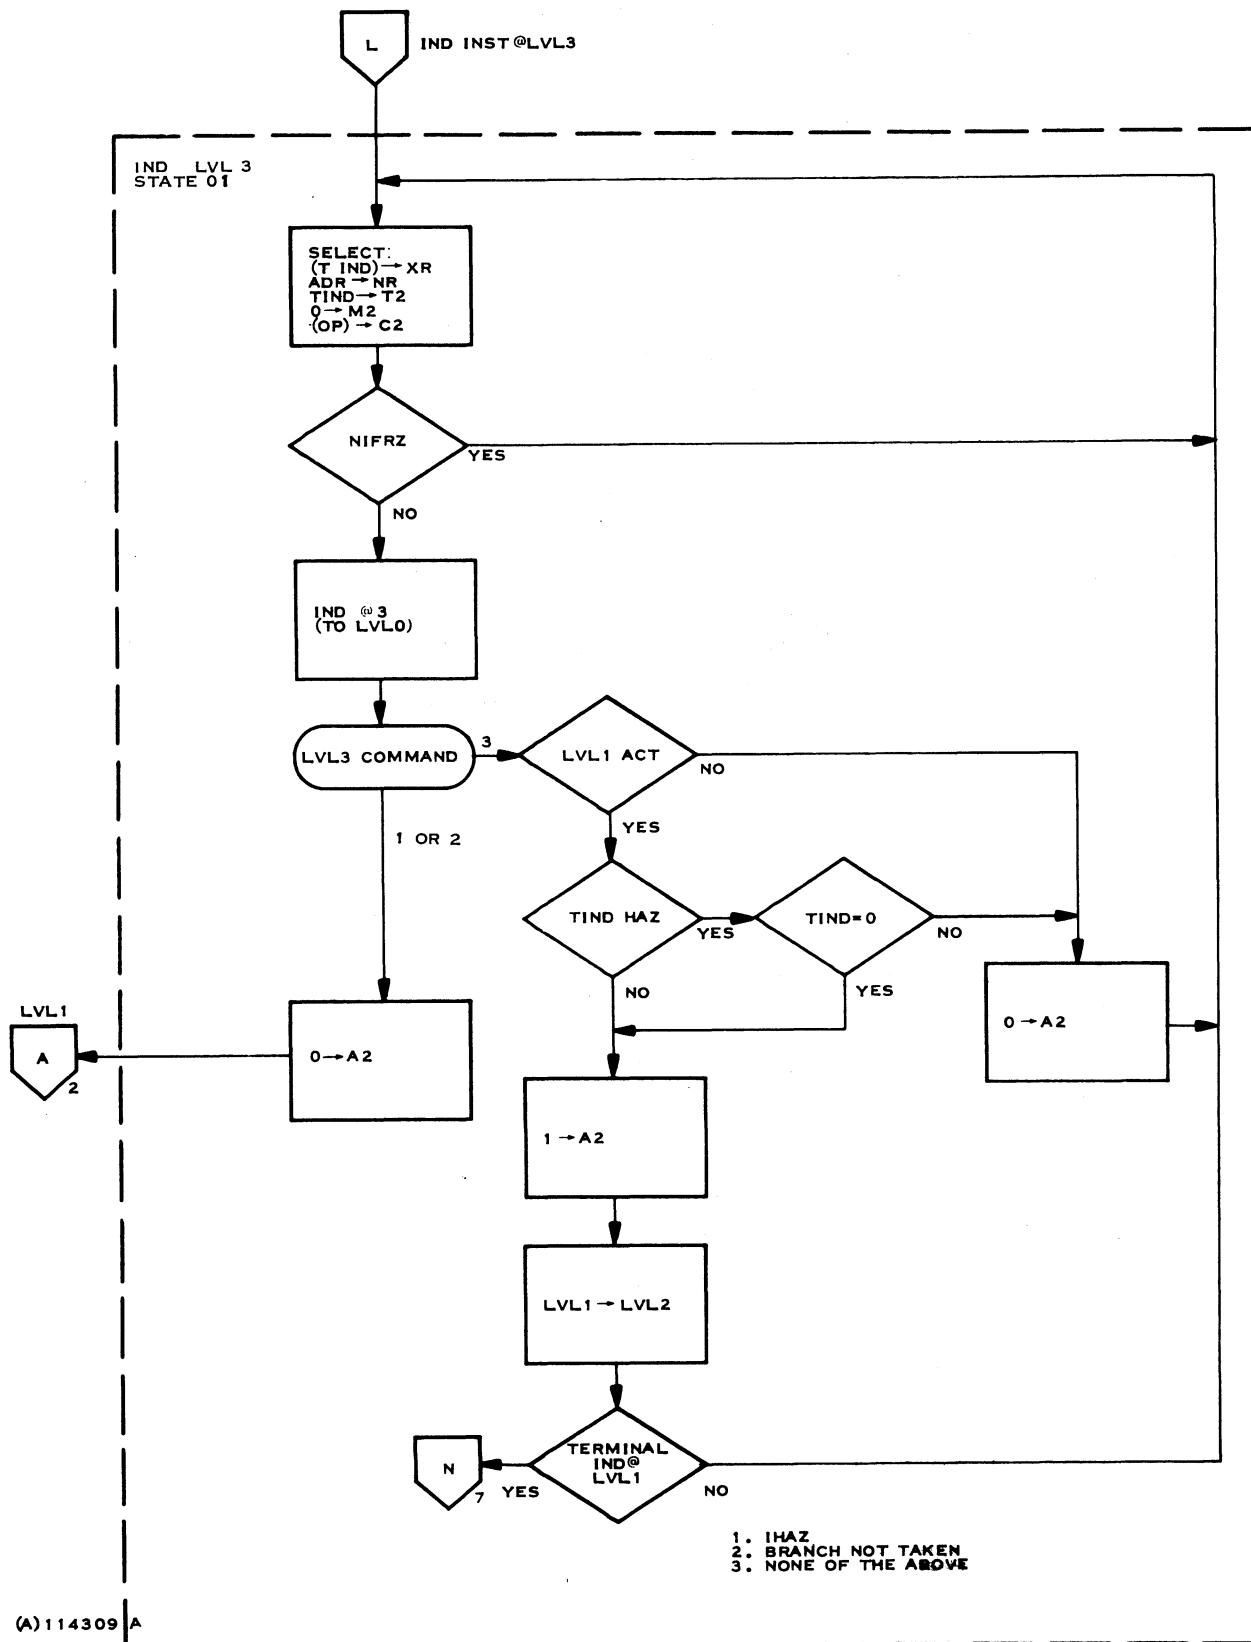 L
IND INST @LVL3
IND LVL 3
STATE 01
SELECT:
(T IND)→XR
ADR→NR
TIND→T2
0→M2
(OP)→C2
NIFRZ
YES
NO
IND @3
(TO LVL0)
LVL3 COMMAND
3
LVL1 ACT
NO
YES
1 OR 2
TIND HAZ
YES
TIND=0
NO
NO
YES
LVL1
A
2
0→A2
0→A2
1→A2
LVL1→LVL2
TERMINAL
IND@
LVL1
N
7
YES
NO
1. IHAZ
2. BRANCH NOT TAKEN
3. NONE OF THE ABOVE
(A)114309 A